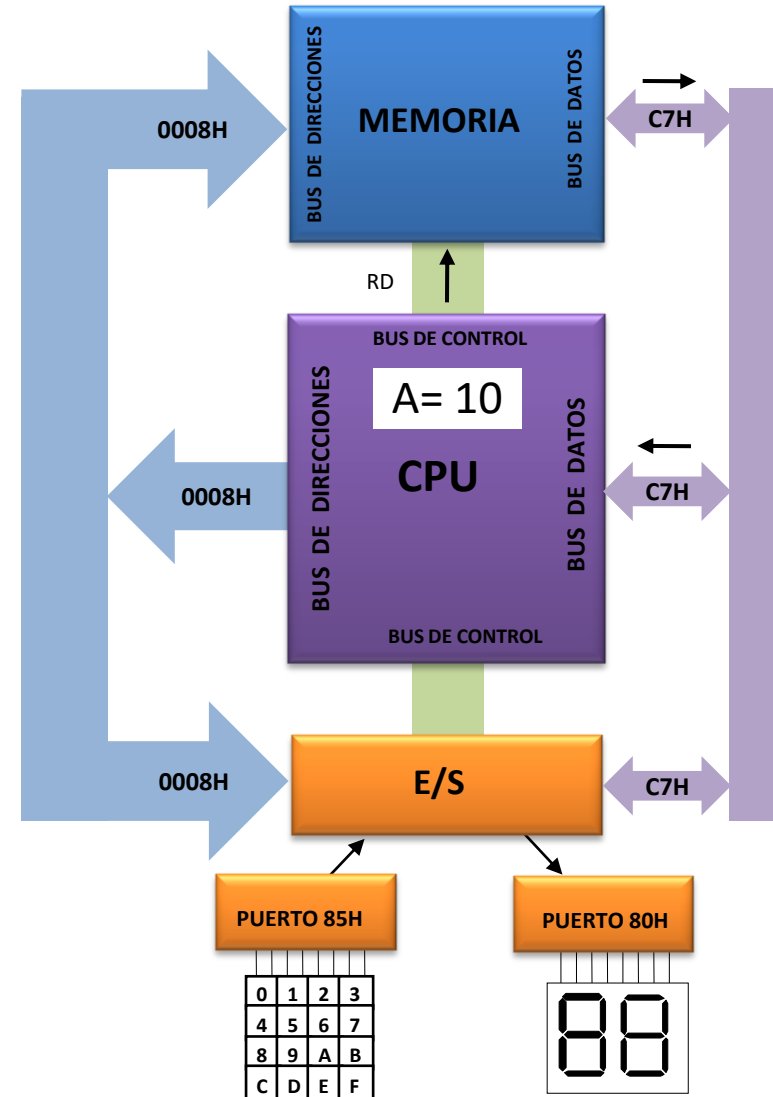 BUS DE DIRECCIONES
MEMORIA
BUS DE DATOS
0008H
C7H
RD
BUS DE CONTROL
BUS DE DIRECCIONES
A= 10
CPU
BUS DE DATOS
0008H
C7H
BUS DE CONTROL
0008H
E/S
C7H
PUERTO 85H
PUERTO 80H
0 1 2 3
4 5 6 7
8 9 A B
C D E F
88